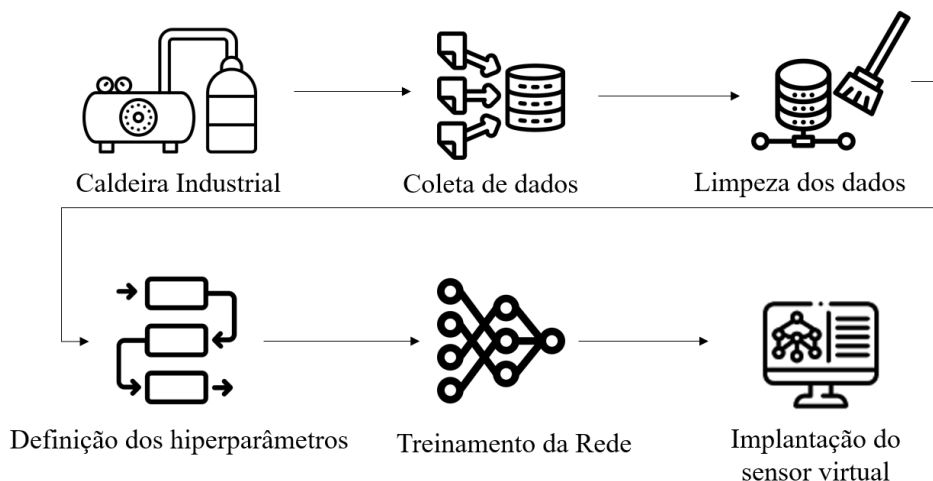 Caldeira Industrial
Coleta de dados
Limpeza dos dados
Definição dos hiperparâmetros
Treinamento da Rede
Implantação do
sensor virtual